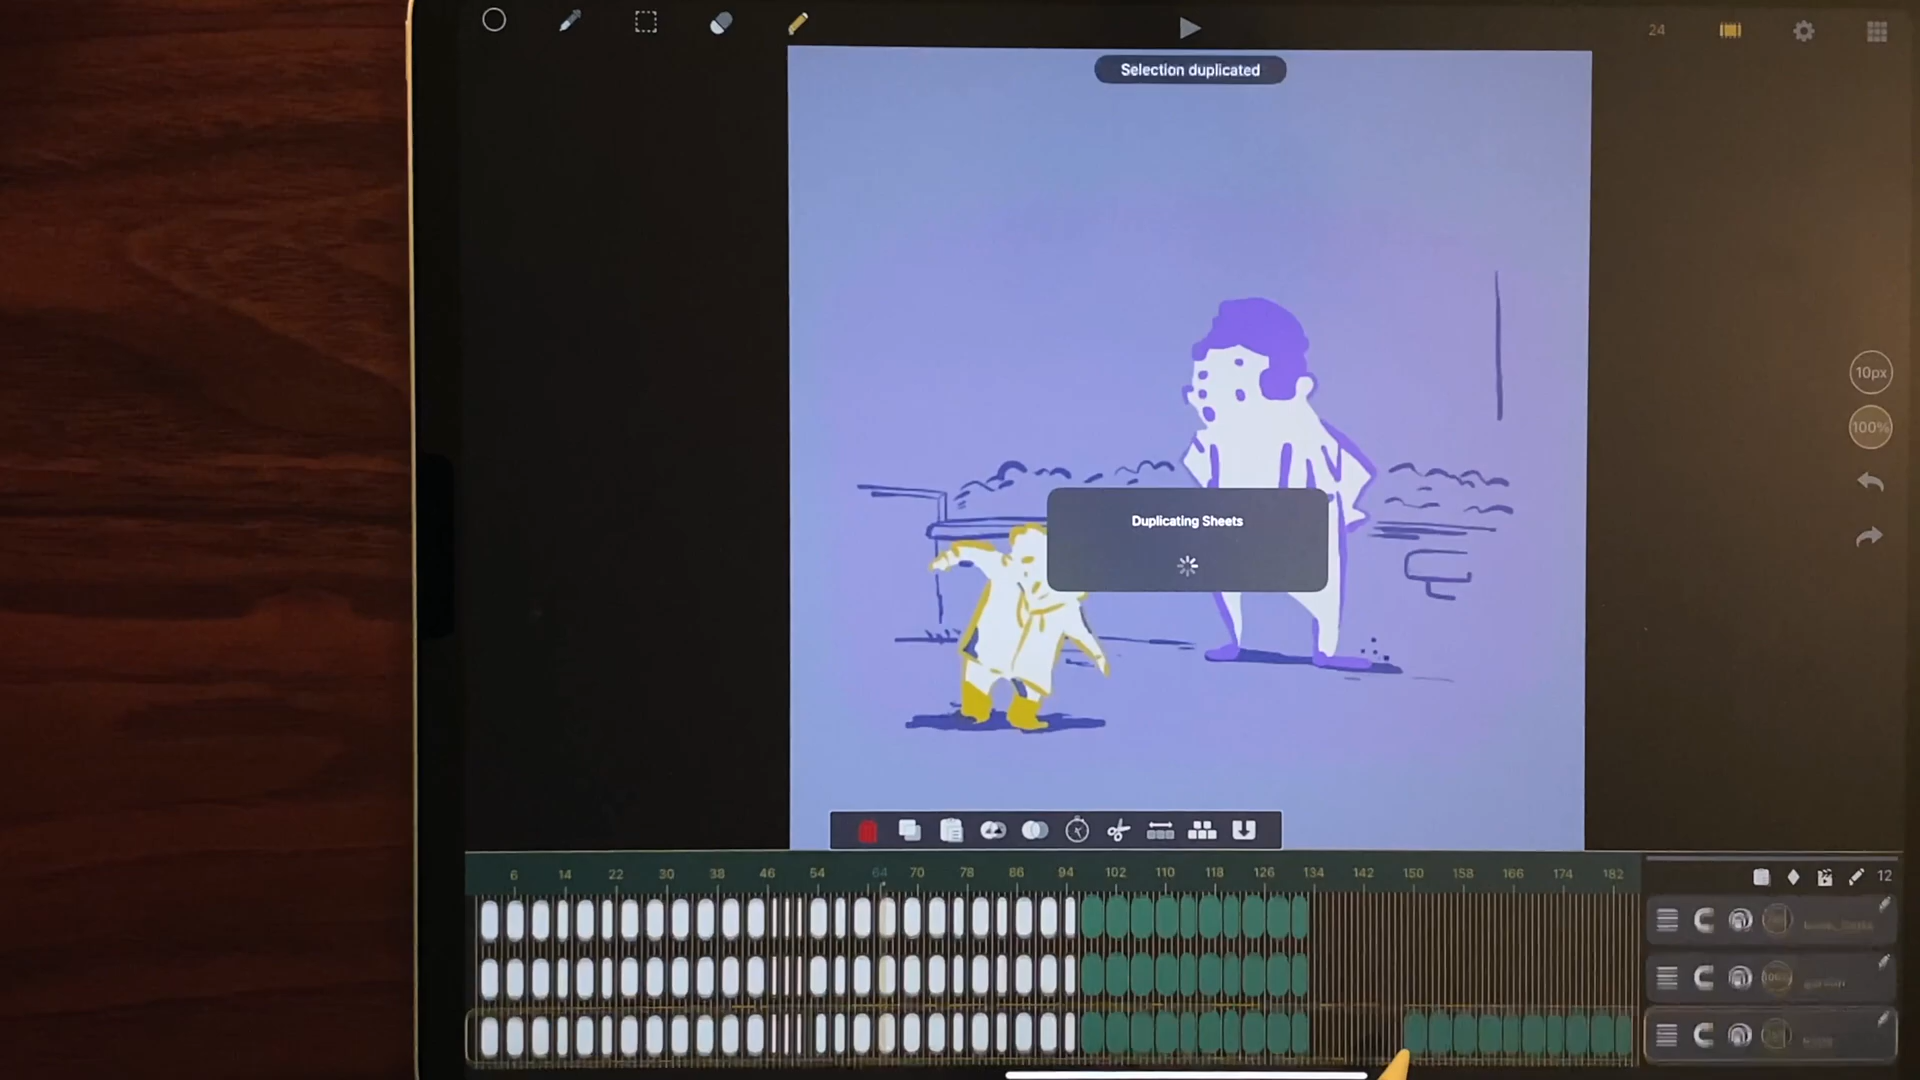 24
Selection duplicated
10px
100%
Duplicating Sheets
6 14 22 30 38 46 54 64 70 78 86 94 102 110 118 126 134 142 150 158 166 174 182
12